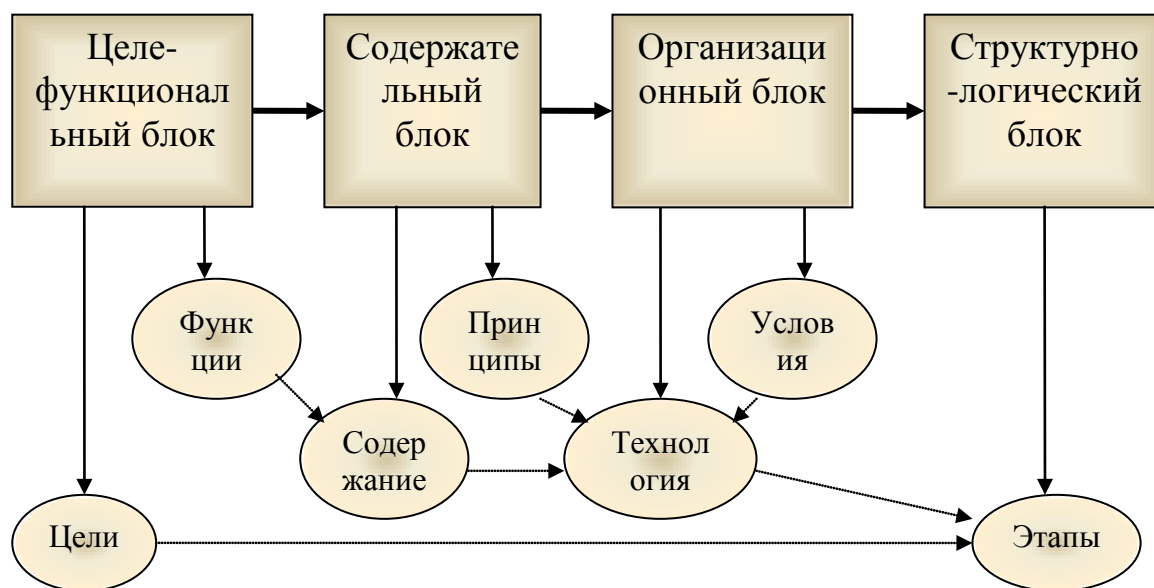 Целе-
функционал
ьный блок
Содержате
льный
блок
Организаци
онный блок
Структурно
-логический
блок
Функ
ции
Прин
ципы
Услов
ия
Содер
жание
Технол
огия
Цели
Этапы